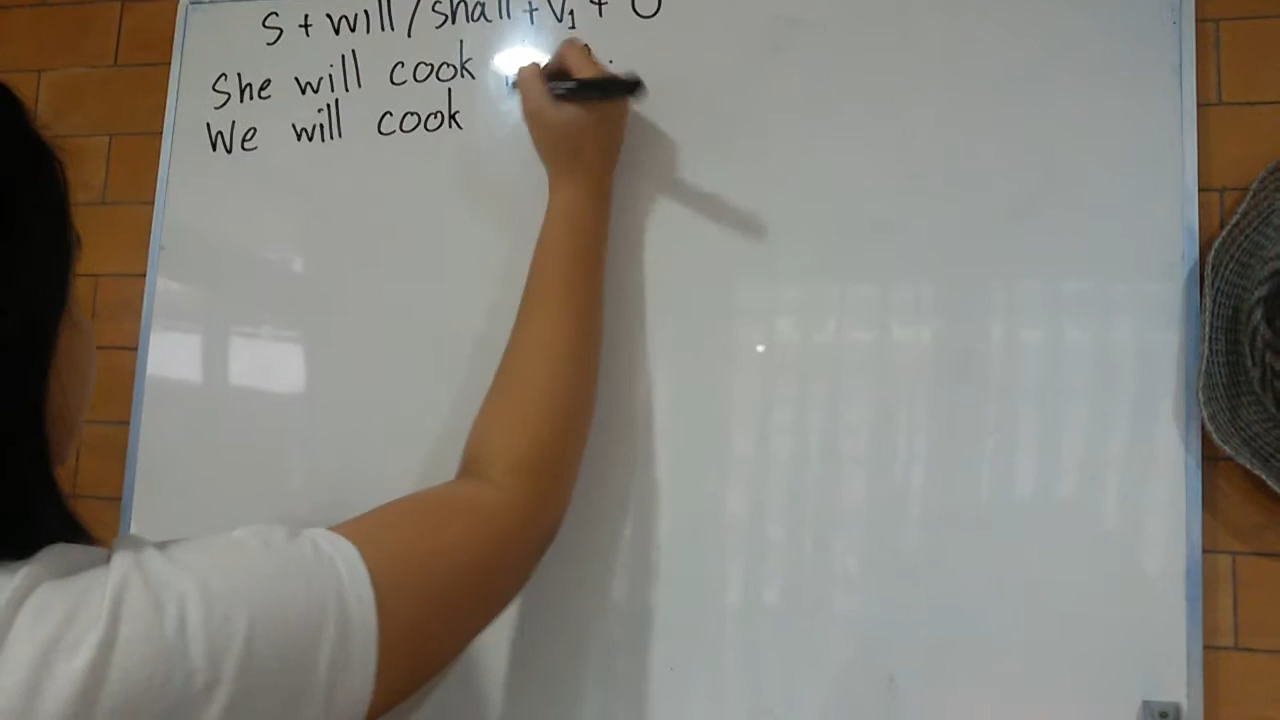 S + will / shall + V₁ + O
She will cook
We will cook